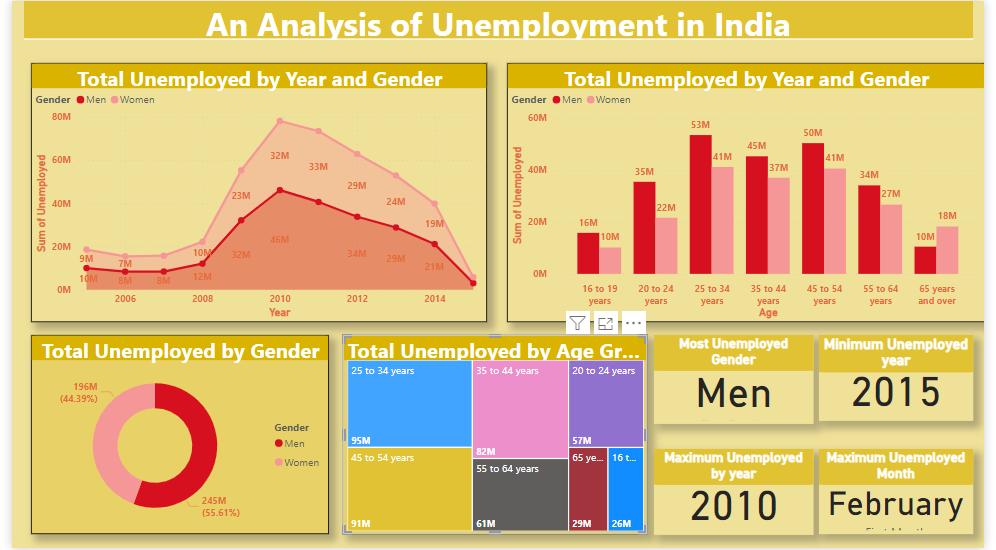 An Analysis of Unemployment in India
Total Unemployed by Year and Gender
Gender Men Women
80M
60M
40M
20M
0M
Sum of Unemployed
9M
10M
7M
8M
8M
10M
12M
23M
32M
32M
46M
33M
29M
34M
24M
29M
19M
21M
2006 2008 2010 2012 2014
Year
Total Unemployed by Year and Gender
Gender Men Women
60M
40M
20M
0M
Sum of Unemployed
16M 10M
35M 22M
53M 41M
45M 37M
50M 41M
34M 27M
10M 18M
16 to 19 years
20 to 24 years
25 to 34 years
35 to 44 years
45 to 54 years
55 to 64 years
65 years and over
Age
Total Unemployed by Gender
196M
(44.39%)
245M
(55.61%)
Gender
Men
Women
Total Unemployed by Age Gr...
25 to 34 years
95M
45 to 54 years
91M
35 to 44 years
82M
55 to 64 years
61M
20 to 24 years
57M
65 ye...
29M
16 t...
26M
Most Unemployed
Gender
Men
Minimum Unemployed
year
2015
Maximum Unemployed
by year
2010
Maximum Unemployed
Month
February